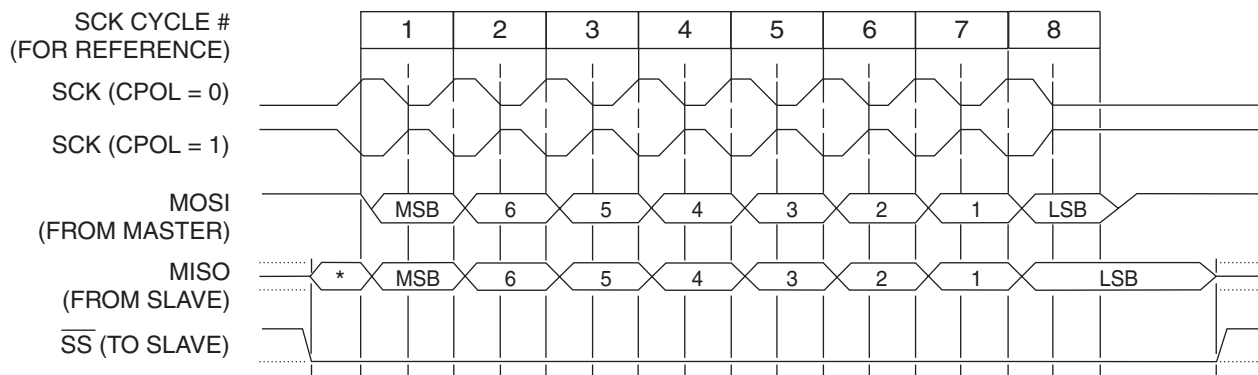 SCK CYCLE #
(FOR REFERENCE)
1 2 3 4 5 6 7 8
SCK (CPOL = 0)
SCK (CPOL = 1)
MOSI
(FROM MASTER)
MSB 6 5 4 3 2 1 LSB
MISO
(FROM SLAVE)
* MSB 6 5 4 3 2 1 LSB
SS (TO SLAVE)